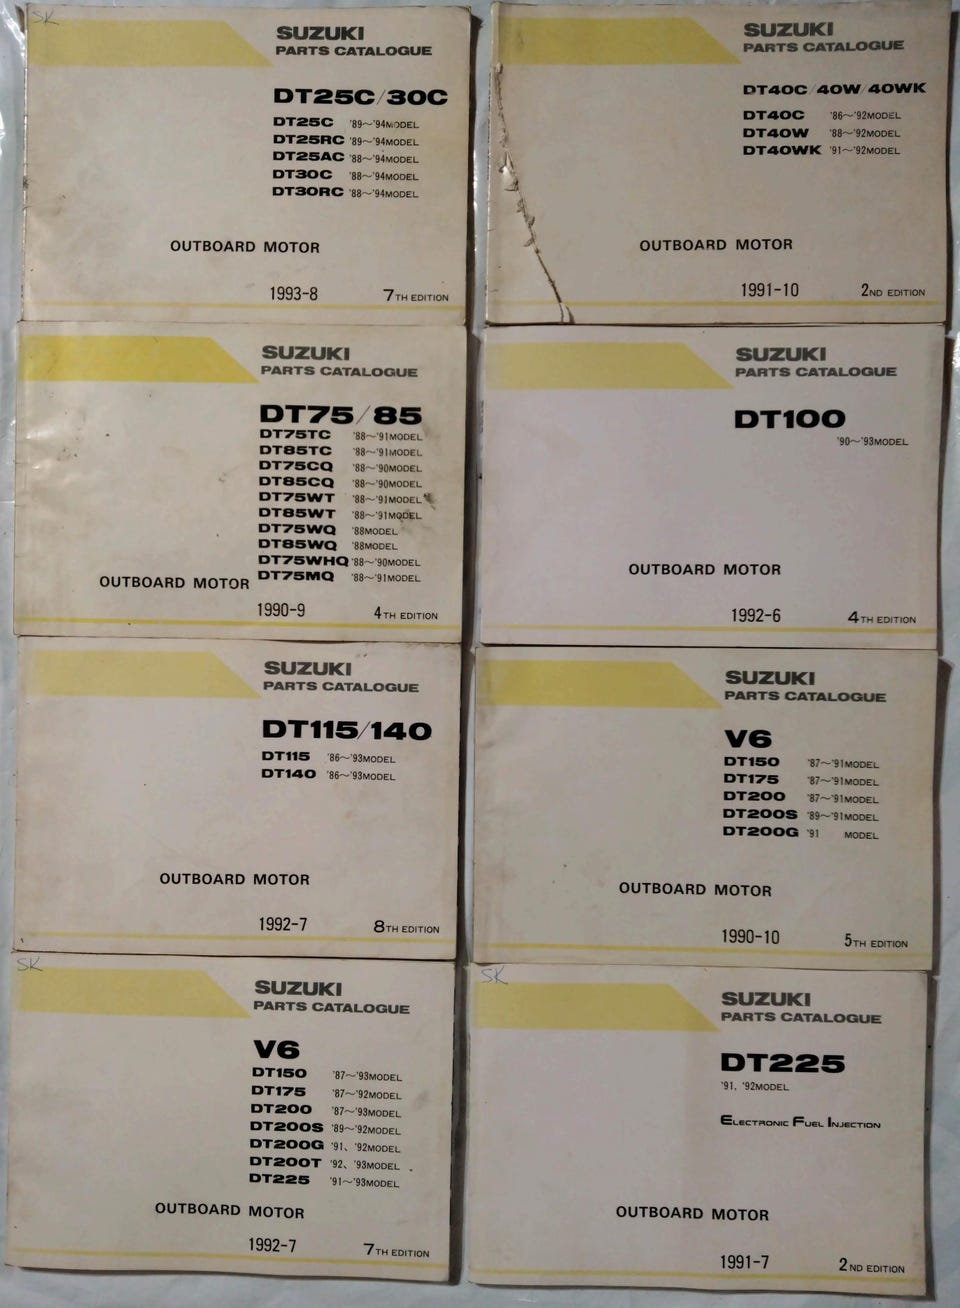 SK
SUZUKI
PARTS CATALOGUE
DT25C/30C
DT25C '89~'94MODEL
DT25RC '89~'94MODEL
DT25AC '88~'94MODEL
DT30C '88~'94MODEL
DT30RC '88~'94MODEL
OUTBOARD MOTOR
1993-8 7TH EDITION
SUZUKI
PARTS CATALOGUE
DT40C/40W/40WK
DT40C '86~'92MODEL
DT40W '88~'92MODEL
DT40WK '91~'92MODEL
OUTBOARD MOTOR
1991-10 2ND EDITION
SUZUKI
PARTS CATALOGUE
DT75/85
DT75TC '88~'91MODEL
DT85TC '88~'91MODEL
DT75CQ '88~'90MODEL
DT85CQ '88~'90MODEL
DT75WT '88~'91MODEL
DT85WT '88~'91MODEL
DT75WQ '88MODEL
DT85WQ '88MODEL
DT75WHQ '88~'90MODEL
DT75MQ '88~'91MODEL
OUTBOARD MOTOR
1990-9 4TH EDITION
SUZUKI
PARTS CATALOGUE
DT100
'90~'93MODEL
OUTBOARD MOTOR
1992-6 4TH EDITION
SUZUKI
PARTS CATALOGUE
DT115/140
DT115 '86~'93MODEL
DT140 '86~'93MODEL
OUTBOARD MOTOR
1992-7 8TH EDITION
SUZUKI
PARTS CATALOGUE
V6
DT150 '87~'91MODEL
DT175 '87~'91MODEL
DT200 '87~'91MODEL
DT200S '89~'91MODEL
DT200G '91 MODEL
OUTBOARD MOTOR
1990-10 5TH EDITION
SK
SUZUKI
PARTS CATALOGUE
V6
DT150 '87~'93MODEL
DT175 '87~'92MODEL
DT200 '87~'93MODEL
DT200S '89~'92MODEL
DT200G '91、'92MODEL
DT200T '92、'93MODEL
DT225 '91~'93MODEL
OUTBOARD MOTOR
1992-7 7TH EDITION
SK
SUZUKI
PARTS CATALOGUE
DT225
'91, '92MODEL
ELECTRONIC FUEL INJECTION
OUTBOARD MOTOR
1991-7 2ND EDITION